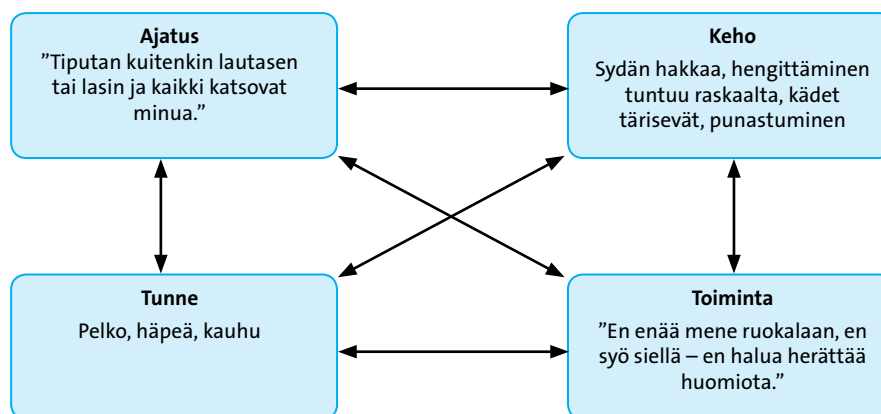 Ajatus
”Tiputan kuitenkin lautasen
tai lasin ja kaikki katsovat
minua.”
Keho
Sydän hakkaa, hengittäminen
tuntuu raskaalta, kädet
tärisevät, punastuminen
Tunne
Pelko, häpeä, kauhu
Toiminta
”En enää mene ruokalaan, en
syö siellä – en halua herättää
huomiota.”